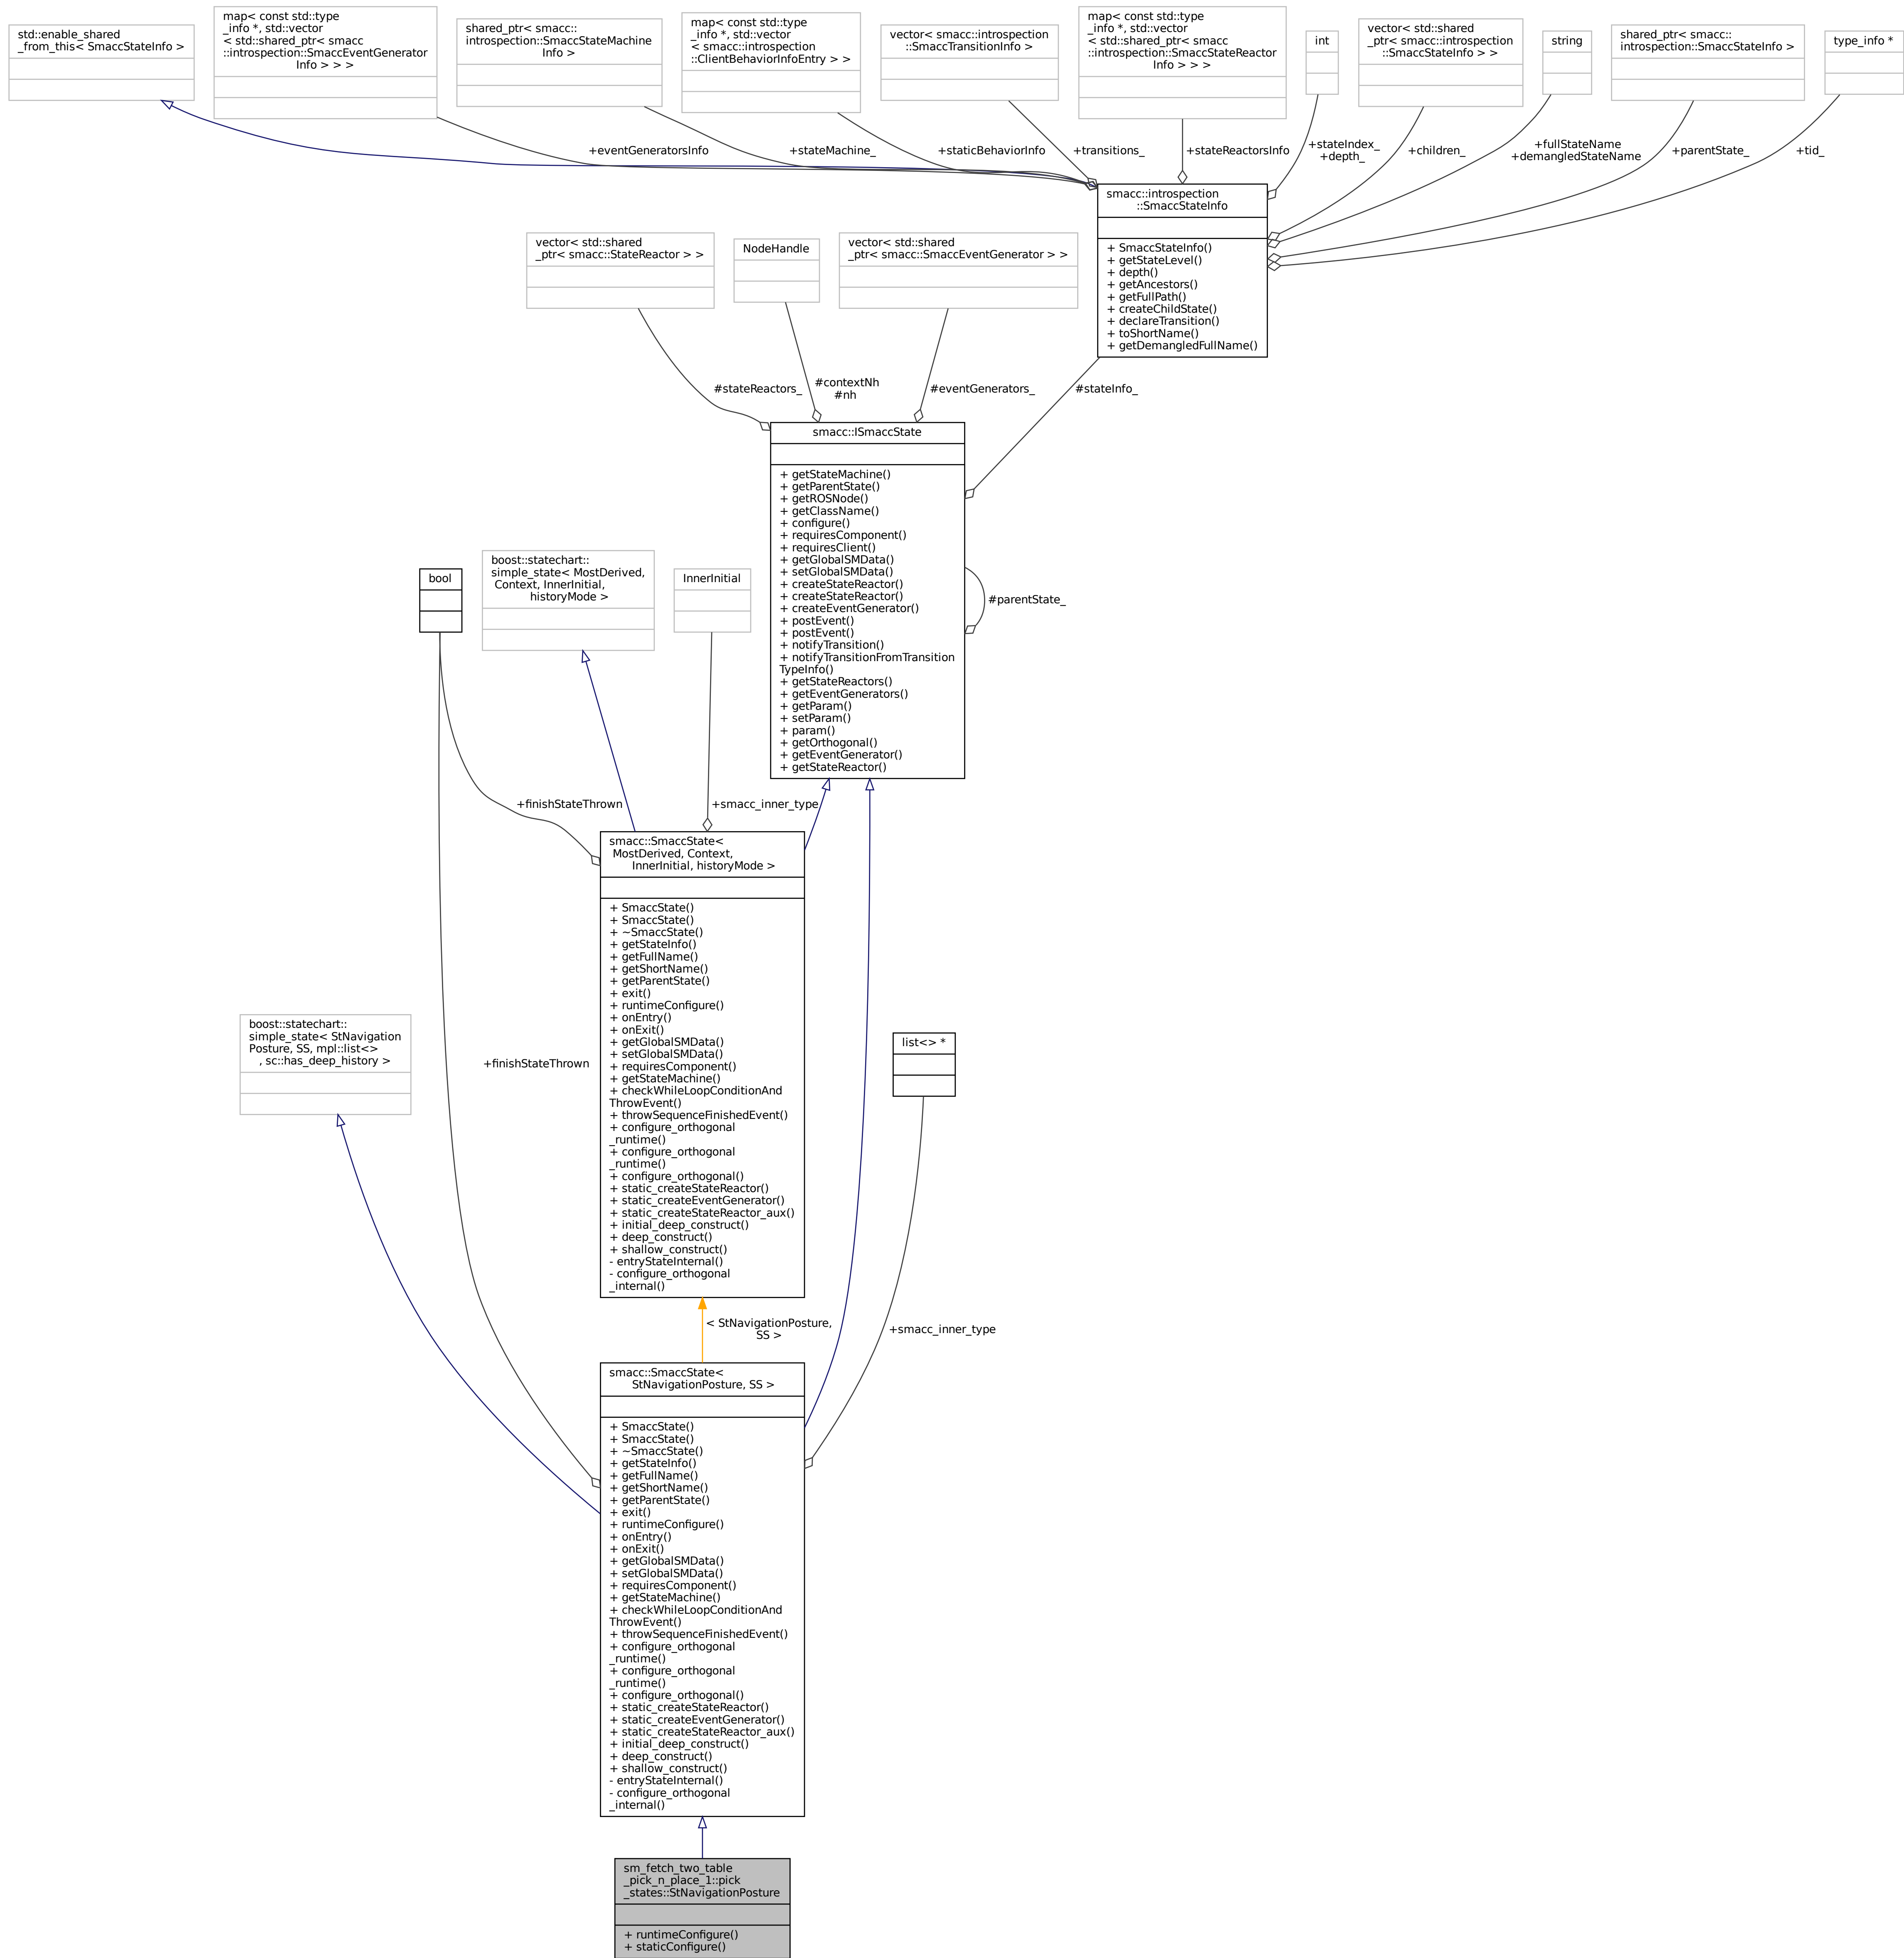 std::enable_shared
_from_this< SmaccStateInfo >
map< const std::type
_info *, std::vector
< std::shared_ptr< smacc
::introspection::SmaccEventGenerator
Info > > >
shared_ptr< smacc::
introspection::SmaccStateMachine
Info >
map< const std::type
_info *, std::vector
< smacc::introspection
::ClientBehaviorInfoEntry > >
vector< smacc::introspection
::SmaccTransitionInfo >
map< const std::type
_info *, std::vector
< std::shared_ptr< smacc
::introspection::SmaccStateReactor
Info > > >
int
vector< std::shared
_ptr< smacc::introspection
::SmaccStateInfo > >
string
shared_ptr< smacc::
introspection::SmaccStateInfo >
type_info *
+eventGeneratorsInfo
+stateMachine_
+staticBehaviorInfo
+transitions_
+stateReactorsInfo
+stateIndex_
+depth_
+children_
+fullStateName
+demangledStateName
+parentState_
+tid_
smacc::introspection
::SmaccStateInfo
+ SmaccStateInfo()
+ getStateLevel()
+ depth()
+ getAncestors()
+ getFullPath()
+ createChildState()
+ declareTransition()
+ toShortName()
+ getDemangledFullName()
vector< std::shared
_ptr< smacc::StateReactor > >
NodeHandle
vector< std::shared
_ptr< smacc::SmaccEventGenerator > >
#stateReactors_
#contextNh
#nh
#eventGenerators_
#stateInfo_
smacc::ISmaccState
+ getStateMachine()
+ getParentState()
+ getROSNode()
+ getClassName()
+ configure()
+ requiresComponent()
+ requiresClient()
+ getGlobalSMData()
+ setGlobalSMData()
+ createStateReactor()
+ createStateReactor()
+ createEventGenerator()
+ postEvent()
+ postEvent()
+ notifyTransition()
+ notifyTransitionFromTransition
TypeInfo()
+ getStateReactors()
+ getEventGenerators()
+ getParam()
+ setParam()
+ param()
+ getOrthogonal()
+ getEventGenerator()
+ getStateReactor()
#parentState_
bool
boost::statechart::
simple_state< MostDerived,
Context, InnerInitial,
historyMode >
InnerInitial
+finishStateThrown
+smacc_inner_type
smacc::SmaccState<
MostDerived, Context,
InnerInitial, historyMode >
+ SmaccState()
+ SmaccState()
+ ~SmaccState()
+ getStateInfo()
+ getFullName()
+ getShortName()
+ getParentState()
+ exit()
+ runtimeConfigure()
+ onEntry()
+ onExit()
+ getGlobalSMData()
+ setGlobalSMData()
+ requiresComponent()
+ getStateMachine()
+ checkWhileLoopConditionAnd
ThrowEvent()
+ throwSequenceFinishedEvent()
+ configure_orthogonal
_runtime()
+ configure_orthogonal
_runtime()
+ configure_orthogonal()
+ static_createStateReactor()
+ static_createEventGenerator()
+ static_createStateReactor_aux()
+ initial_deep_construct()
+ deep_construct()
+ shallow_construct()
- entryStateInternal()
- configure_orthogonal
_internal()
boost::statechart::
simple_state< StNavigation
Posture, SS, mpl::list<>
, sc::has_deep_history >
+finishStateThrown
list<> *
< StNavigationPosture,
SS >
+smacc_inner_type
smacc::SmaccState<
StNavigationPosture, SS >
+ SmaccState()
+ SmaccState()
+ ~SmaccState()
+ getStateInfo()
+ getFullName()
+ getShortName()
+ getParentState()
+ exit()
+ runtimeConfigure()
+ onEntry()
+ onExit()
+ getGlobalSMData()
+ setGlobalSMData()
+ requiresComponent()
+ getStateMachine()
+ checkWhileLoopConditionAnd
ThrowEvent()
+ throwSequenceFinishedEvent()
+ configure_orthogonal
_runtime()
+ configure_orthogonal
_runtime()
+ configure_orthogonal()
+ static_createStateReactor()
+ static_createEventGenerator()
+ static_createStateReactor_aux()
+ initial_deep_construct()
+ deep_construct()
+ shallow_construct()
- entryStateInternal()
- configure_orthogonal
_internal()
sm_fetch_two_table
_pick_n_place_1::pick
_states::StNavigationPosture
+ runtimeConfigure()
+ staticConfigure()